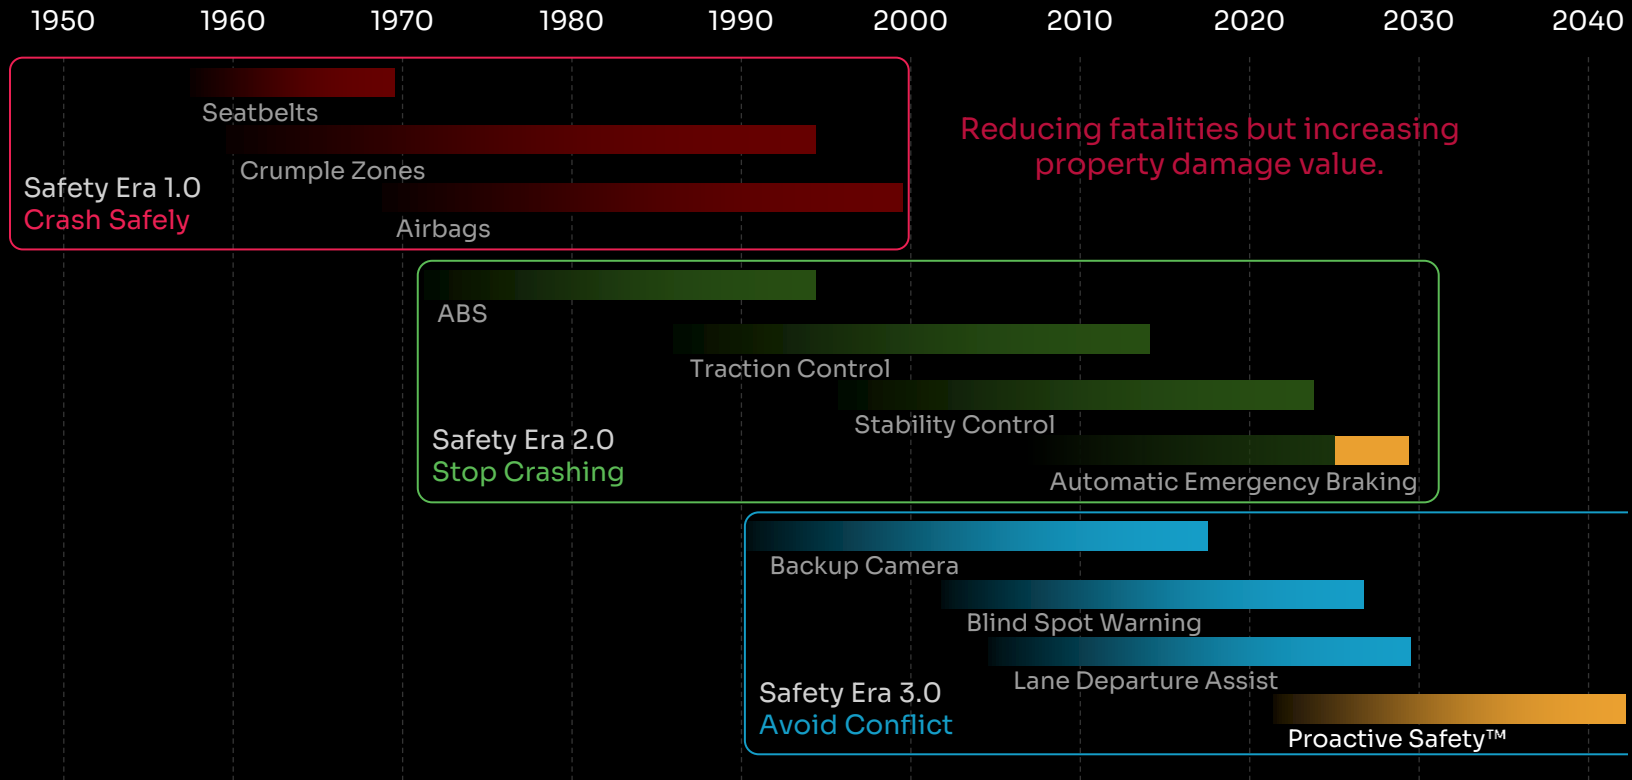 1950 1960 1970 1980 1990 2000 2010 2020 2030 2040
Seatbelts
Crumple Zones
Airbags
Safety Era 1.0
Crash Safely
Reducing fatalities but increasing
property damage value.
ABS
Traction Control
Stability Control
Automatic Emergency Braking
Safety Era 2.0
Stop Crashing
Backup Camera
Blind Spot Warning
Lane Departure Assist
Proactive Safety™
Safety Era 3.0
Avoid Conflict